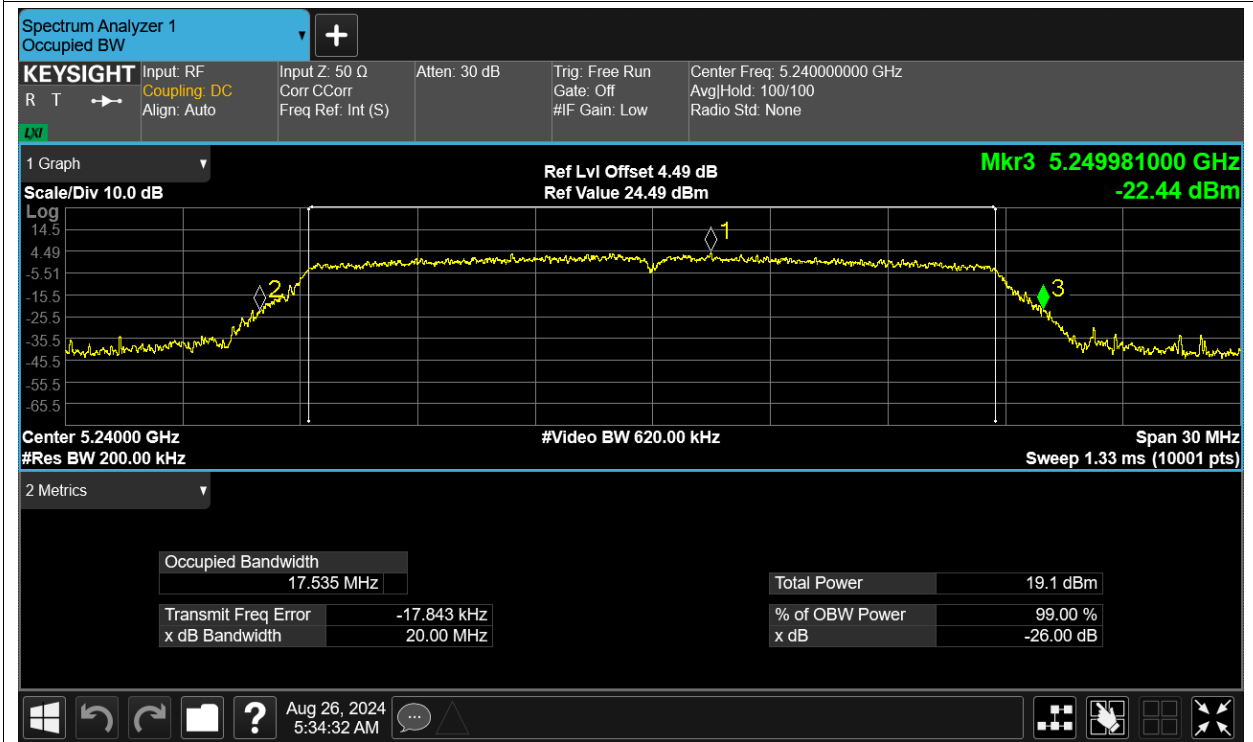 Spectrum Analyzer 1
Occupied BW
KEYSIGHT
R T
LXI
Input: RF
Coupling: DC
Align: Auto
Input Z: 50 Ω
Corr CCorr
Freq Ref: Int (S)
Atten: 30 dB
Trig: Free Run
Gate: Off
#IF Gain: Low
Center Freq: 5.240000000 GHz
Avg|Hold: 100/100
Radio Std: None
1 Graph
Scale/Div 10.0 dB
Ref Lvl Offset 4.49 dB
Ref Value 24.49 dBm
Mkr3 5.249981000 GHz
-22.44 dBm
Log
14.5
4.49
-5.51
-15.5
-25.5
-35.5
-45.5
-55.5
-65.5
1
2
3
Center 5.24000 GHz
#Res BW 200.00 kHz
#Video BW 620.00 kHz
Span 30 MHz
Sweep 1.33 ms (10001 pts)
2 Metrics
Occupied Bandwidth
17.535 MHz
Transmit Freq Error -17.843 kHz
x dB Bandwidth 20.00 MHz
Total Power 19.1 dBm
% of OBW Power 99.00 %
x dB -26.00 dB
?
Aug 26, 2024
5:34:32 AM